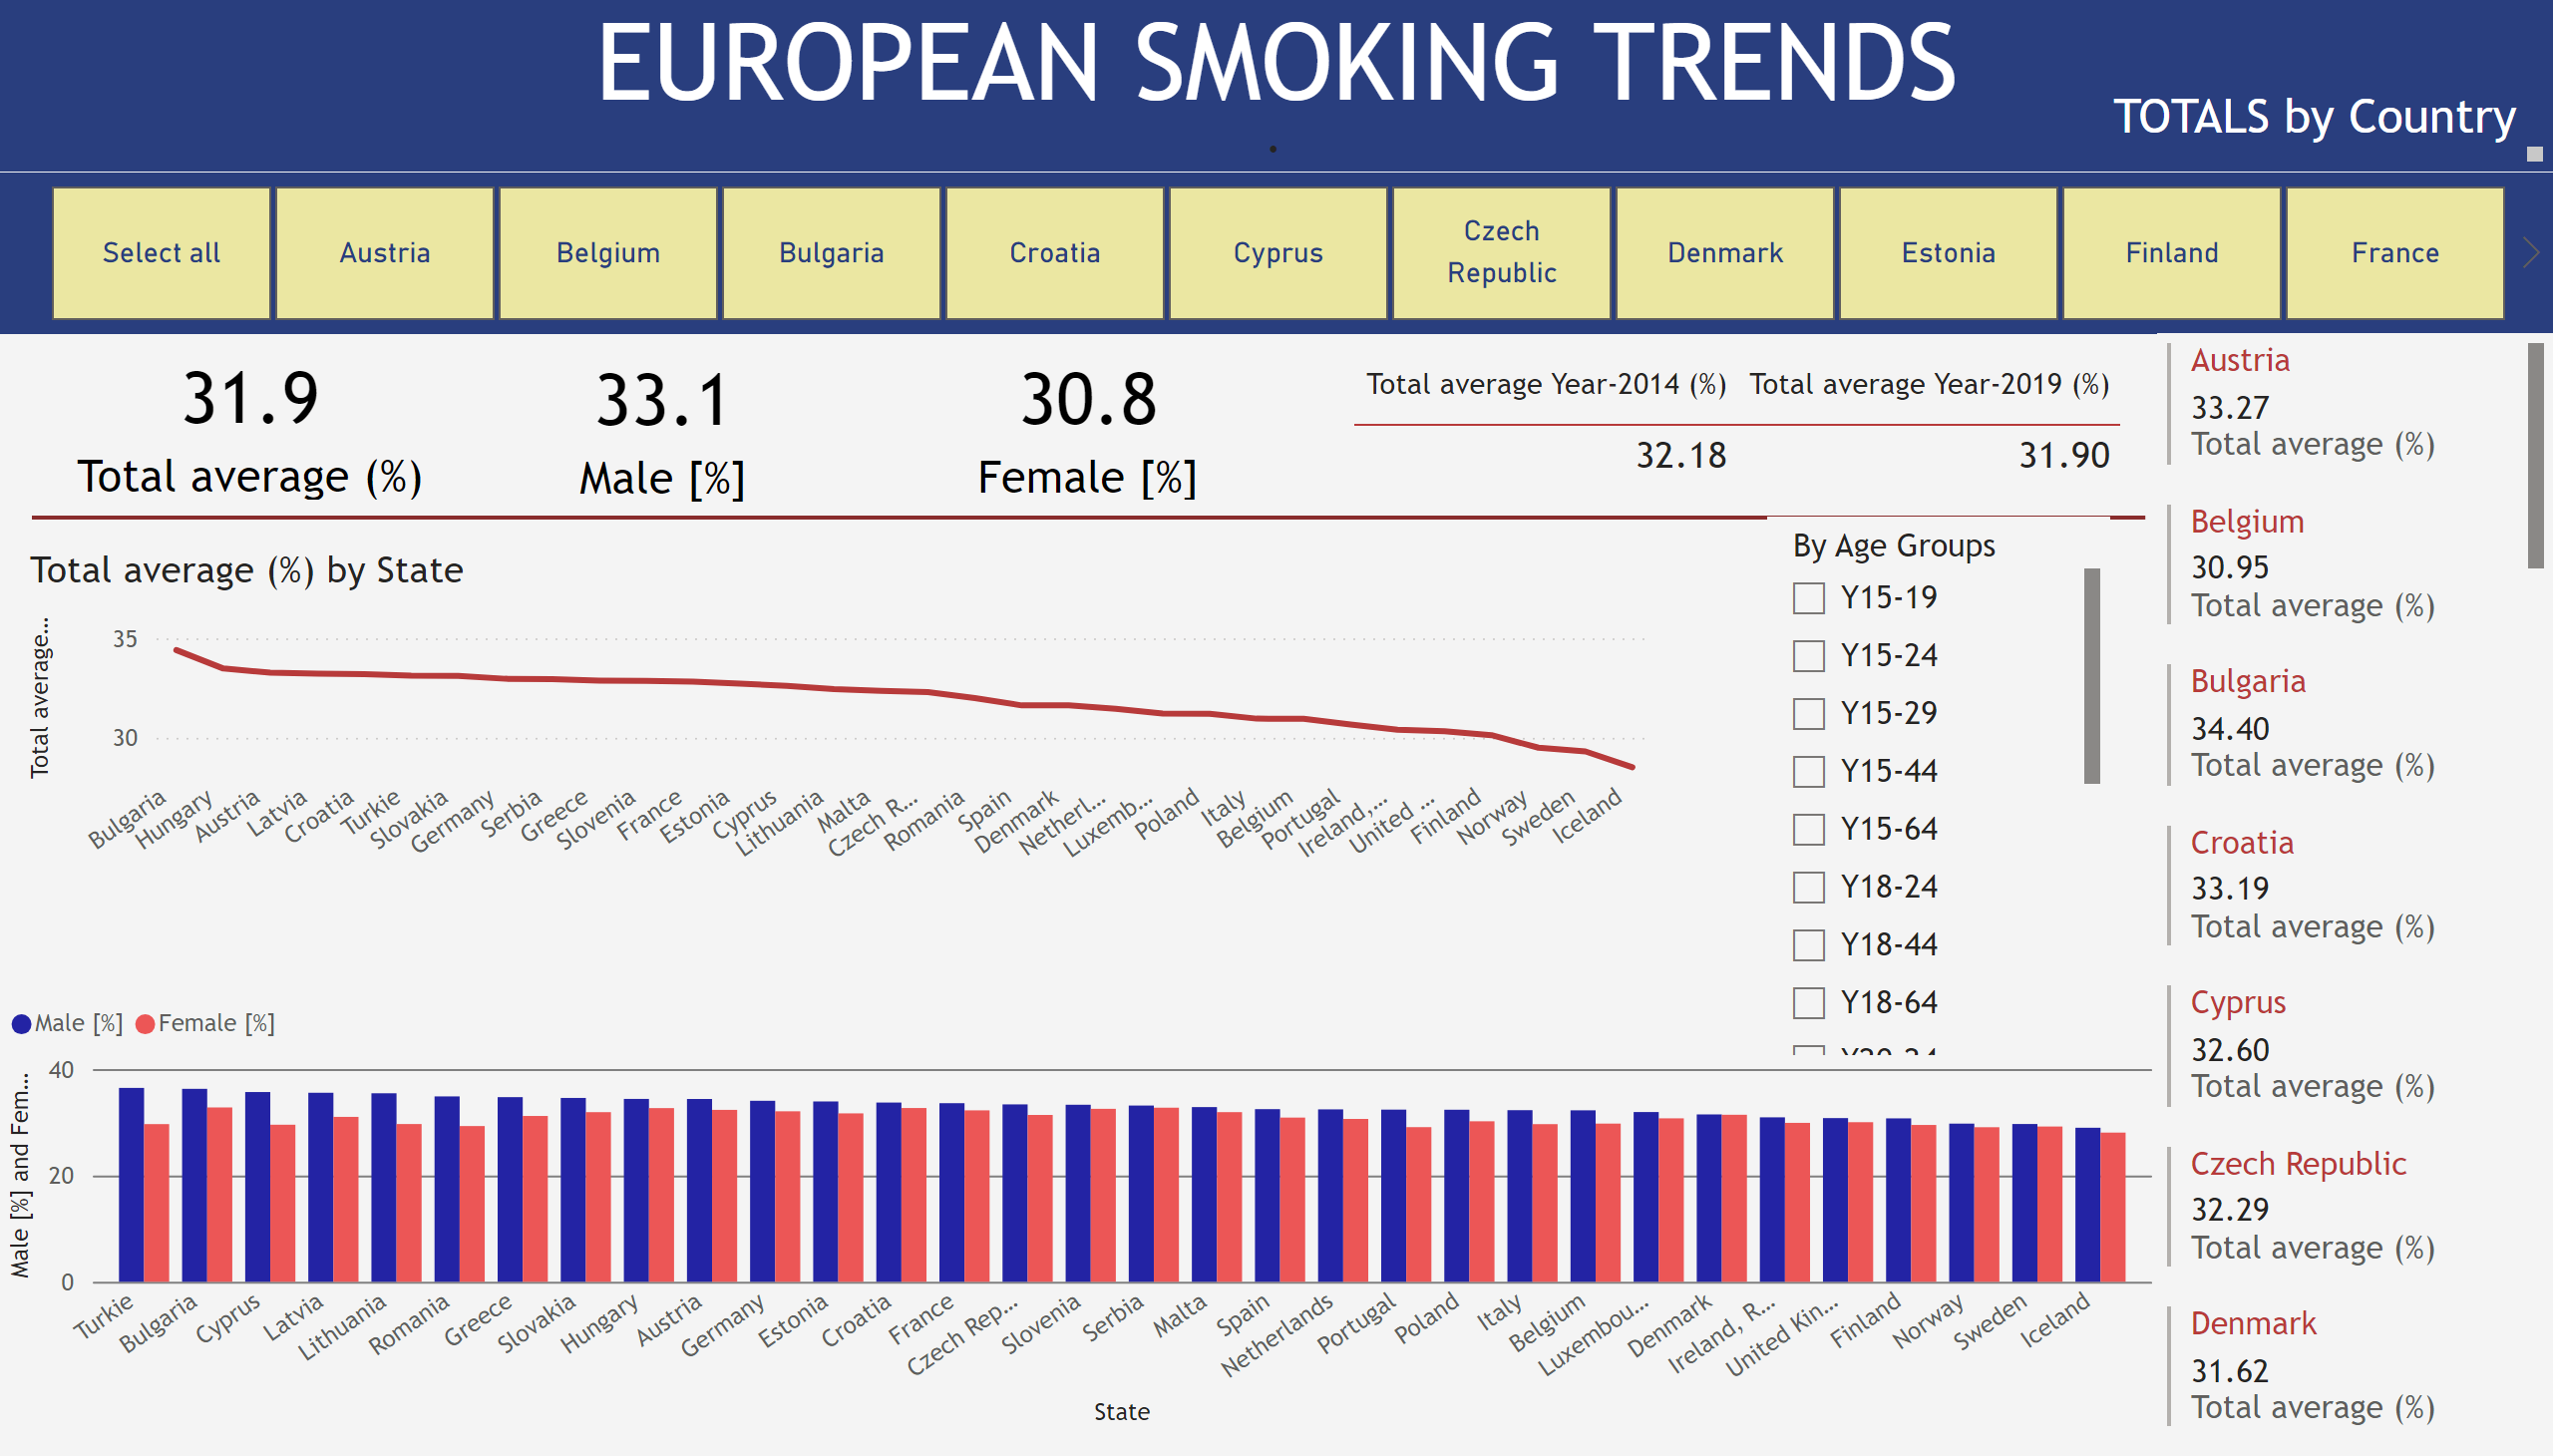 EUROPEAN SMOKING TRENDS
TOTALS by Country
Select all
Austria
Belgium
Bulgaria
Croatia
Cyprus
Czech
Republic
Denmark
Estonia
Finland
France
31.9
Total average (%)
33.1
Male [%]
30.8
Female [%]
Total average Year-2014 (%) Total average Year-2019 (%)
32.18 31.90
Total average (%) by State
Total average...
35
30
Bulgaria
Hungary
Austria
Latvia
Croatia
Turkie
Slovakia
Germany
Serbia
Greece
Slovenia
France
Estonia
Cyprus
Lithuania
Malta
Czech R...
Romania
Spain
Denmark
Netherl...
Luxemb...
Poland
Italy
Belgium
Portugal
Ireland,...
United ...
Finland
Norway
Sweden
Iceland
By Age Groups
Y15-19
Y15-24
Y15-29
Y15-44
Y15-64
Y18-24
Y18-44
Y18-64
Male [%] Female [%]
Male [%] and Fem...
40
20
0
Turkie
Bulgaria
Cyprus
Latvia
Lithuania
Romania
Greece
Slovakia
Hungary
Austria
Germany
Estonia
Croatia
France
Czech Rep...
Slovenia
Serbia
Malta
Spain
Netherlands
Portugal
Poland
Italy
Belgium
Luxembou...
Denmark
Ireland, R...
United Kin...
Finland
Norway
Sweden
Iceland
State
Austria
33.27
Total average (%)
Belgium
30.95
Total average (%)
Bulgaria
34.40
Total average (%)
Croatia
33.19
Total average (%)
Cyprus
32.60
Total average (%)
Czech Republic
32.29
Total average (%)
Denmark
31.62
Total average (%)